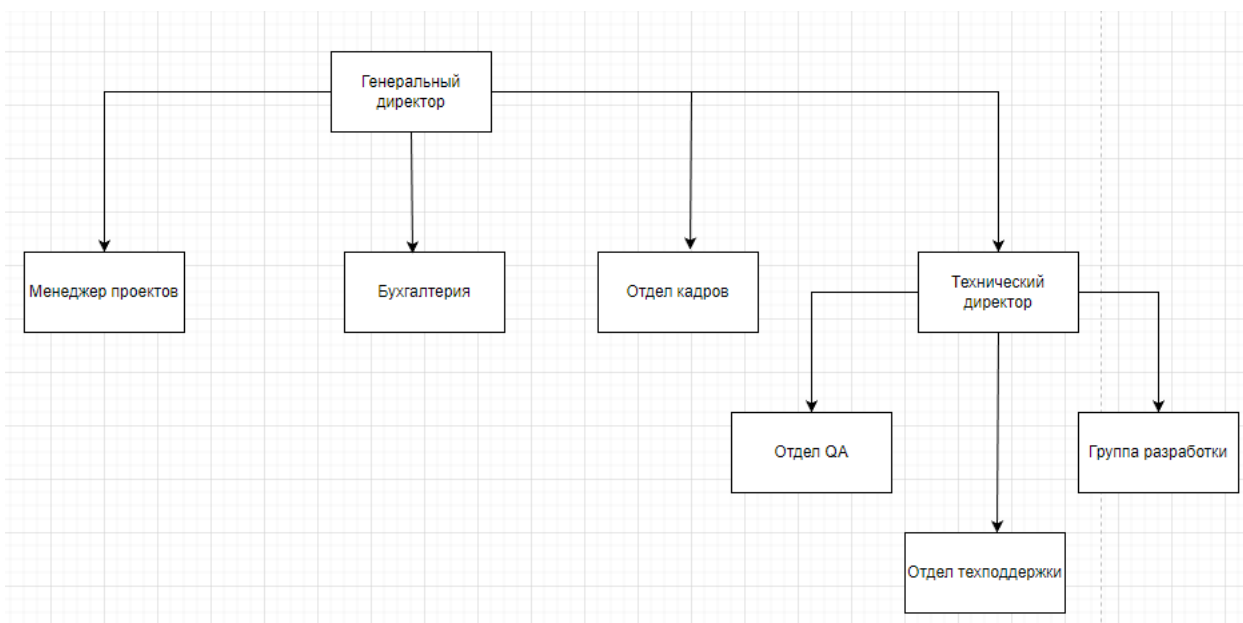 Генеральный
директор
Менеджер проектов
Бухгалтерия
Отдел кадров
Технический
директор
Отдел QA
Группа разработки
Отдел техподдержки